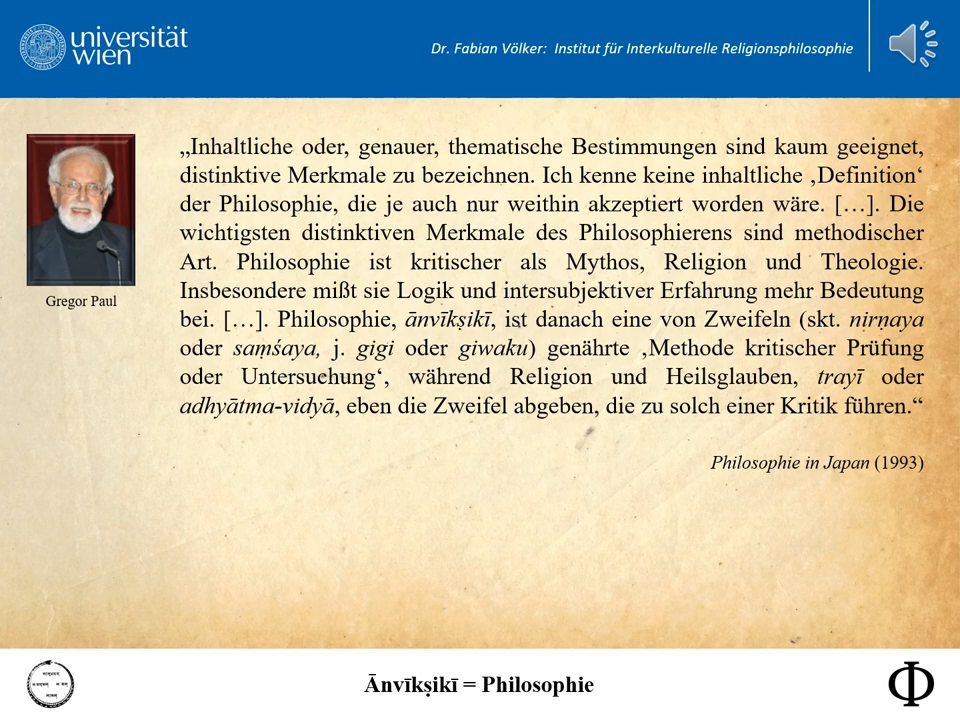 universität
wien
Dr. Fabian Völker: Institut für Interkulturelle Religionsphilosophie
„Inhaltliche oder, genauer, thematische Bestimmungen sind kaum geeignet,
distinktive Merkmale zu bezeichnen. Ich kenne keine inhaltliche ‚Definition‘
der Philosophie, die je auch nur weithin akzeptiert worden wäre. […]. Die
wichtigsten distinktiven Merkmale des Philosophierens sind methodischer
Art. Philosophie ist kritischer als Mythos, Religion und Theologie.
Insbesondere mißt sie Logik und intersubjektiver Erfahrung mehr Bedeutung
bei. […]. Philosophie, ānvīkṣikī, ist danach eine von Zweifeln (skt. nirṇaya
oder saṃśaya, j. gigi oder giwaku) genährte ‚Methode kritischer Prüfung
oder Untersuchung‘, während Religion und Heilsglauben, trayī oder
adhyātma-vidyā, eben die Zweifel abgeben, die zu solch einer Kritik führen.“
Gregor Paul
Philosophie in Japan (1993)
Ānvīkṣikī = Philosophie
Φ